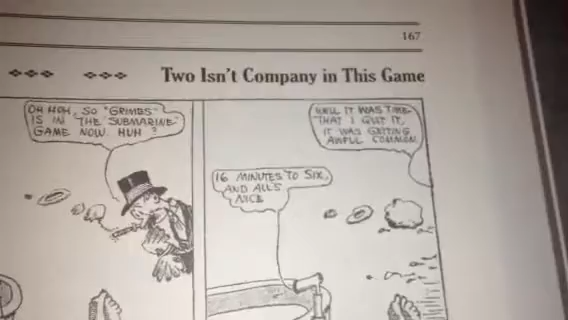 167
Two Isn't Company in This Game
OH HOH, SO "GRIMES"
IS IN THE SUBMARINE
GAME NOW. HUH?
WELL IT WAS TIME
THAT I QUIT IT,
IT WAS GETTING
AWFUL COMMON.
16 MINUTES TO SIX,
AND ALL'S
NICE